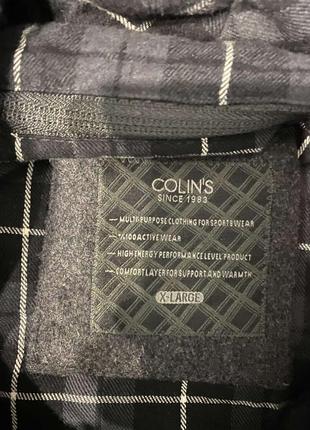 COLIN'S
SINCE 1983
— MULTI PURPOSE CLOTHING FOR SPORTSWEAR
— %100 ACTIVE WEAR
— HIGH ENERGY PERFORMANCE LEVEL PRODUCT
— COMFORT LAYER FOR SUPPORT AND WARMTH
X-LARGE